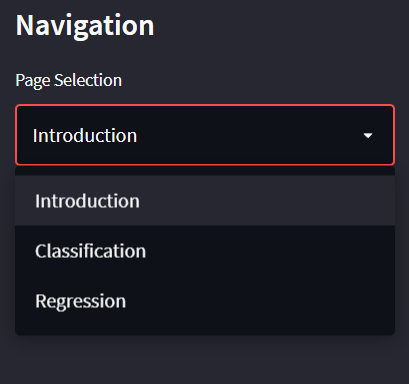 Navigation
Page Selection
Introduction
Introduction
Classification
Regression